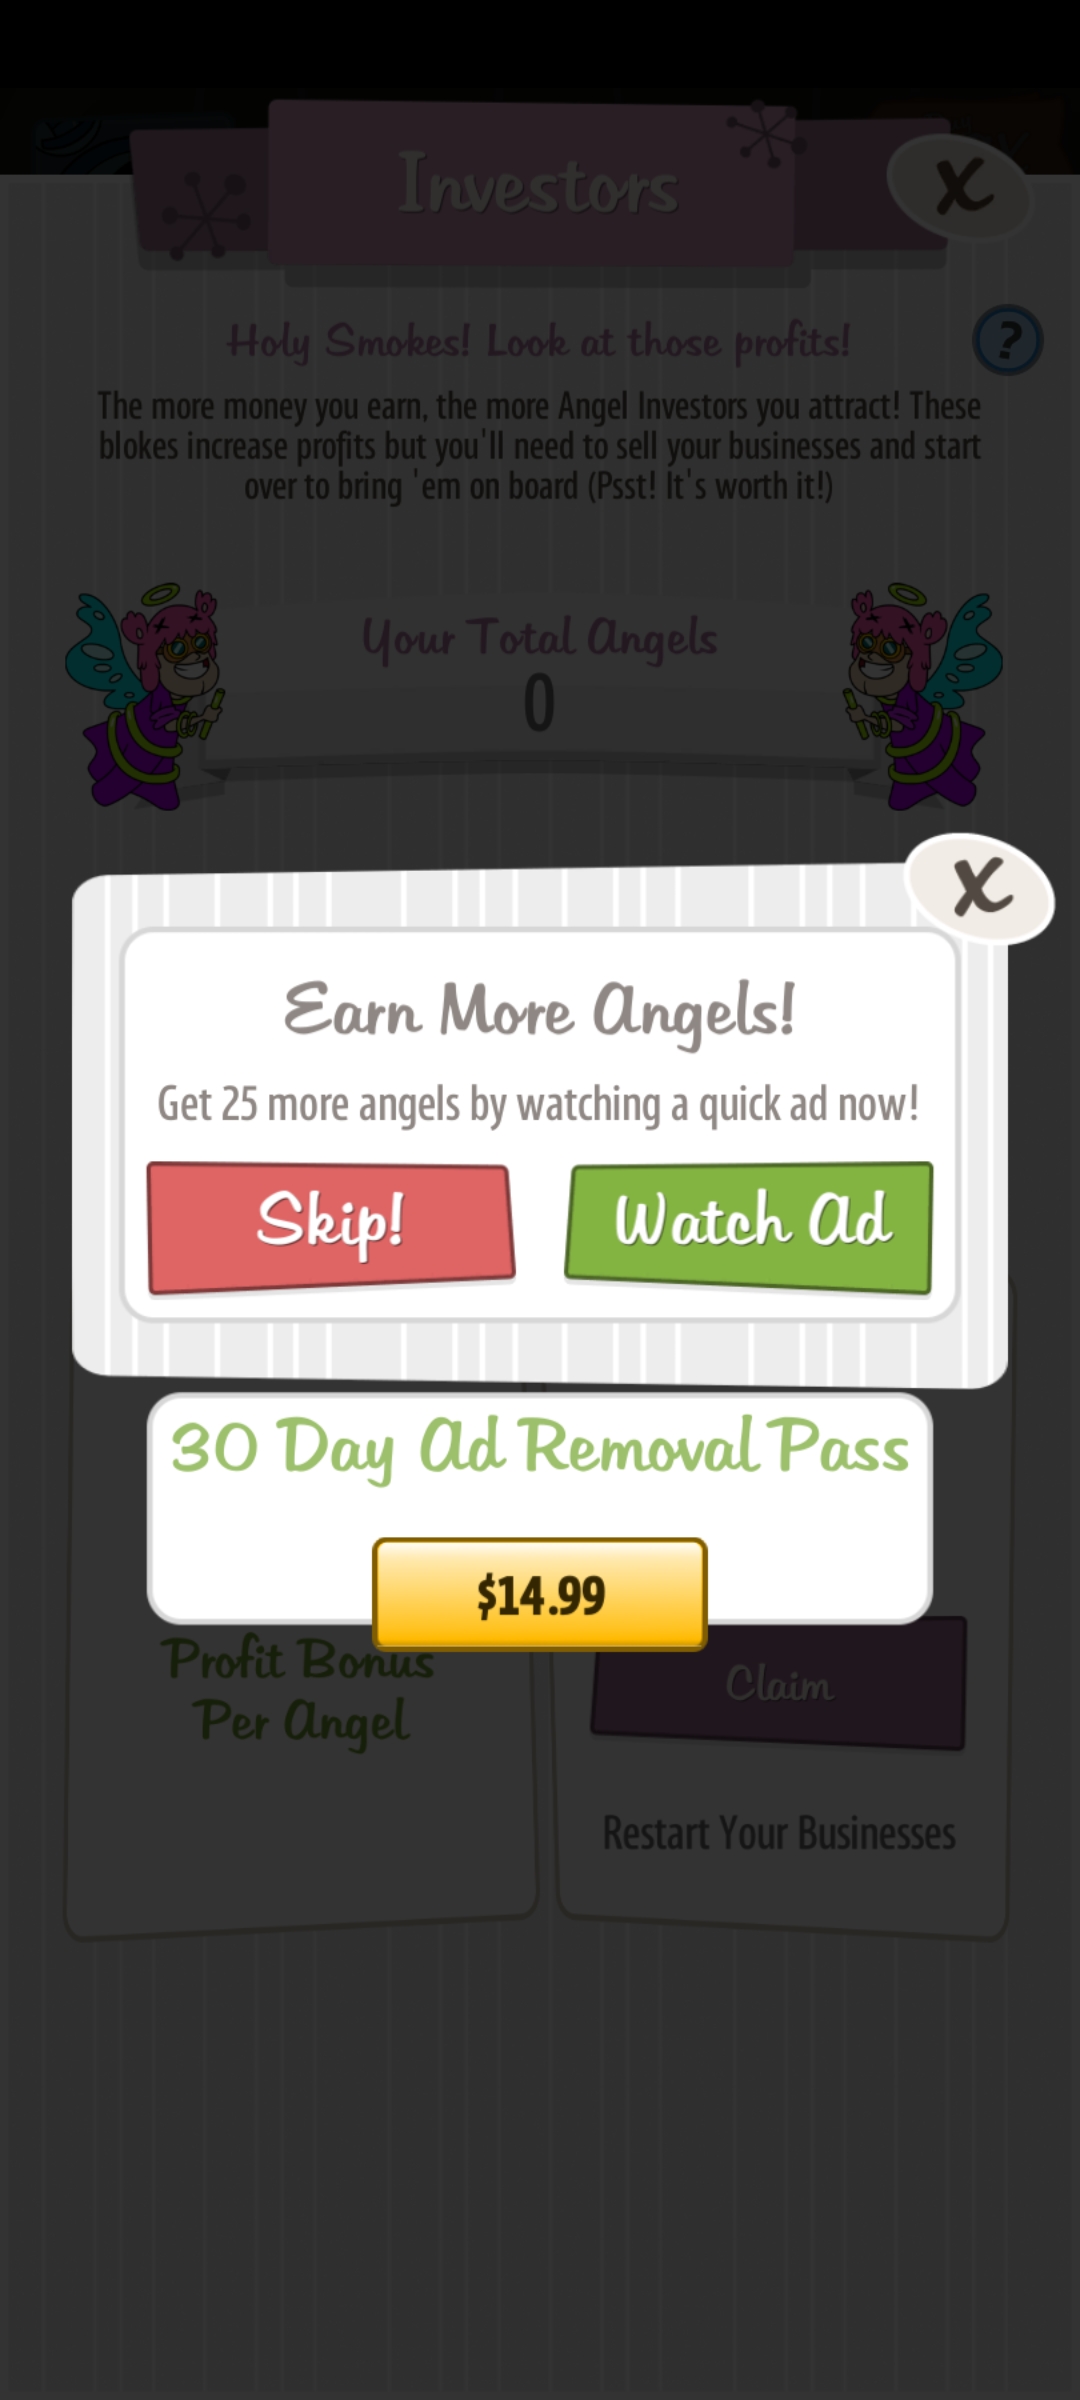 Investors
X
Holy Smokes! Look at those profits!
?
The more money you earn, the more Angel Investors you attract! These
blokes increase profits but you'll need to sell your businesses and start
over to bring 'em on board (Psst! It's worth it!)
Your Total Angels
0
X
Earn More Angels!
Get 25 more angels by watching a quick ad now!
Skip!
Watch Ad
30 Day Ad Removal Pass
$14.99
Profit Bonus
Per Angel
Claim
Restart Your Businesses